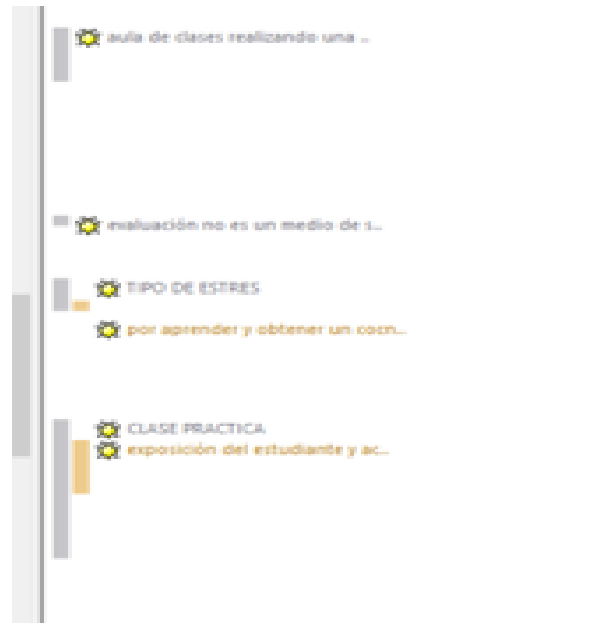 aula de clases realizando una ..
evaluación no es un medio de s...
TIPO DE ESTRES
por aprender y obtener un cocn...
CLASE PRACTICA
exposición del estudiante y ac...